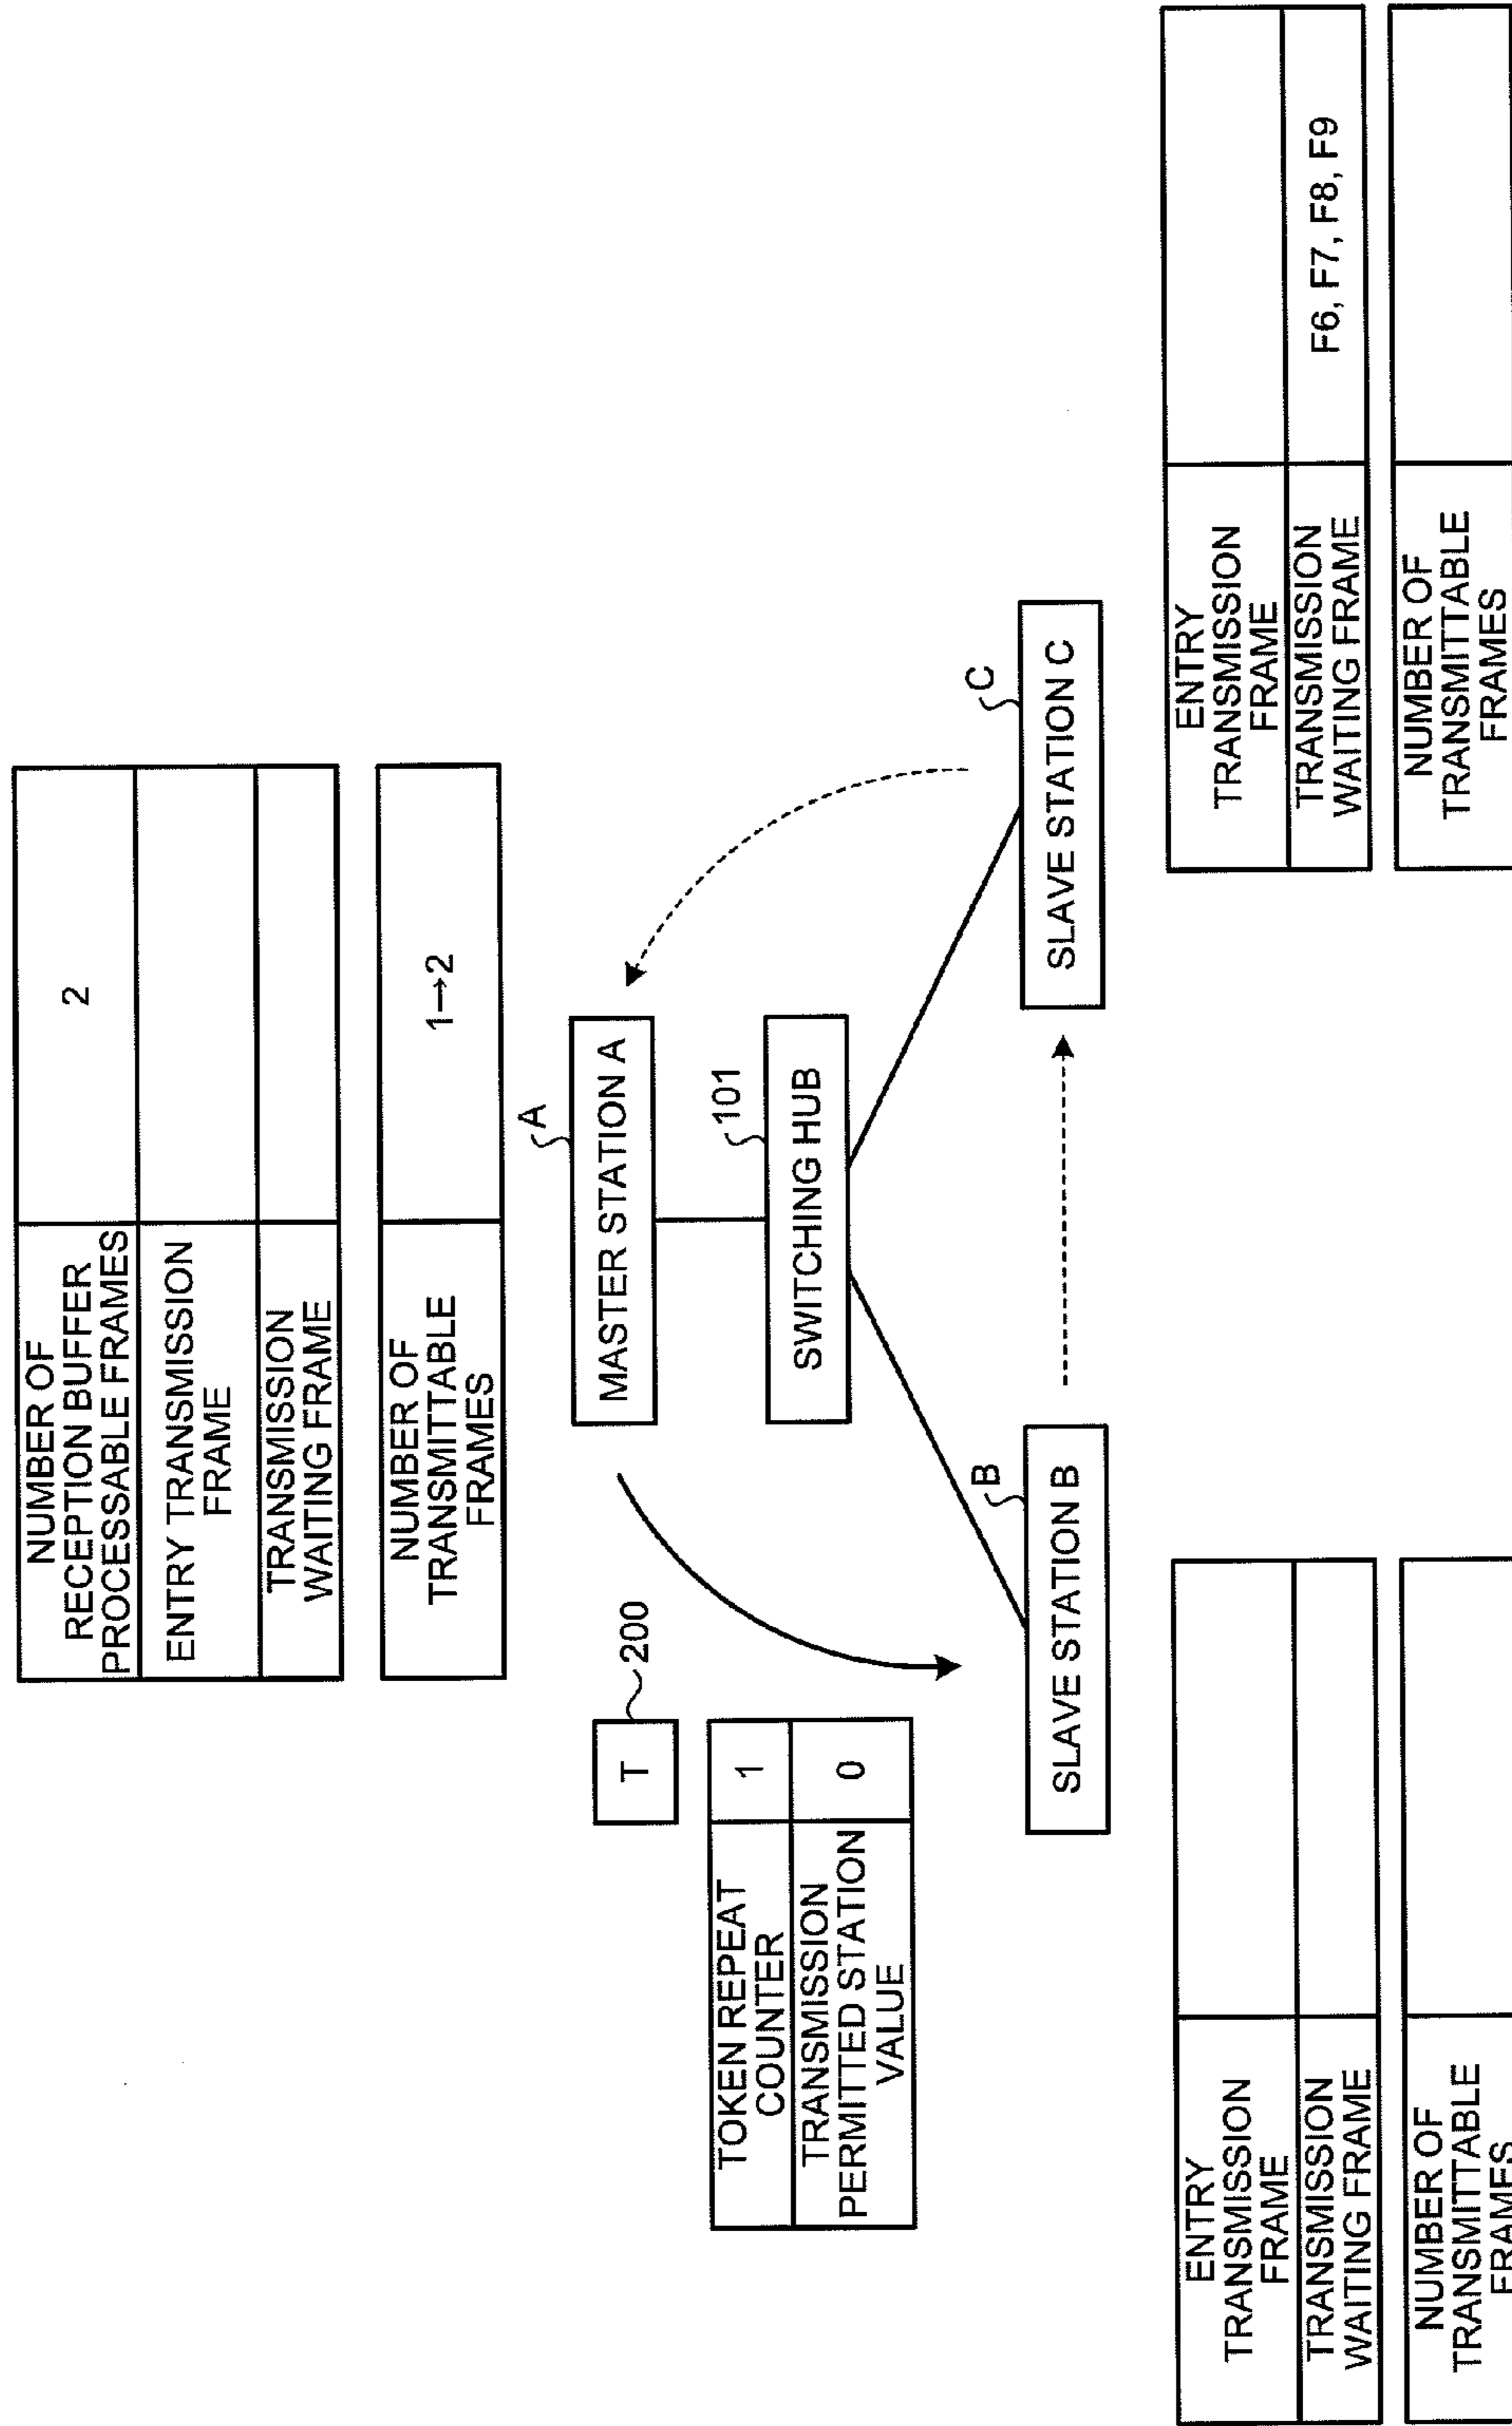 NUMBER OF
RECEPTION BUFFER
PROCESSABLE FRAMES
2
ENTRY TRANSMISSION
FRAME
TRANSMISSION
WAITING FRAME
NUMBER OF
TRANSMITTABLE
FRAMES
1→2
A
MASTER STATION A
T
200
TOKEN REPEAT
COUNTER
1
TRANSMISSION
PERMITTED STATION
VALUE
0
101
SWITCHING HUB
B
SLAVE STATION B
C
SLAVE STATION C
ENTRY
TRANSMISSION
FRAME
TRANSMISSION
WAITING FRAME
NUMBER OF
TRANSMITTABLE
FRAMES
ENTRY
TRANSMISSION
FRAME
TRANSMISSION
WAITING FRAME
F6, F7, F8, F9
NUMBER OF
TRANSMITTABLE
FRAMES